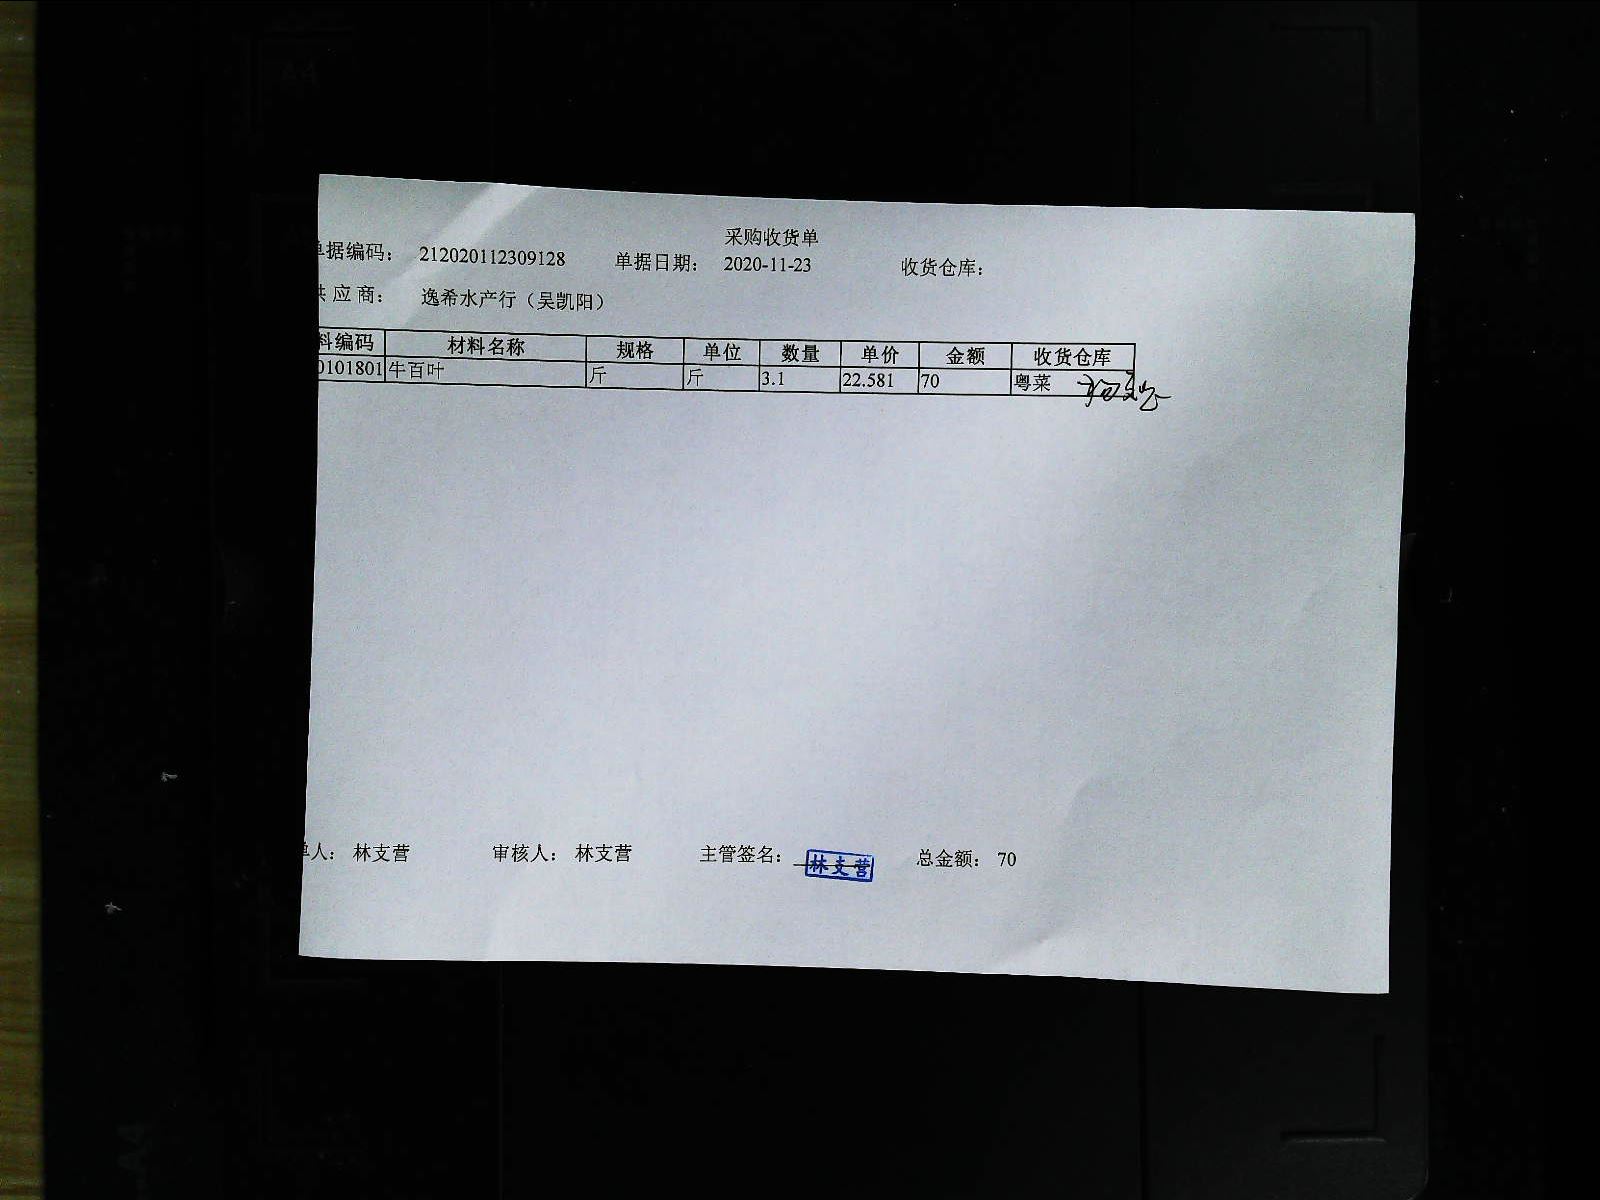 采购收货单
单据编码： 212020112309128 单据日期： 2020-11-23 收货仓库：
供 应 商： 逸希水产行（吴凯阳）
料编码 材料名称 规格 单位 数量 单价 金额 收货仓库
0101801 牛百叶 斤 斤 3.1 22.581 70 粤菜
单人： 林支营 审核人： 林支营 主管签名： 林支营 总金额： 70